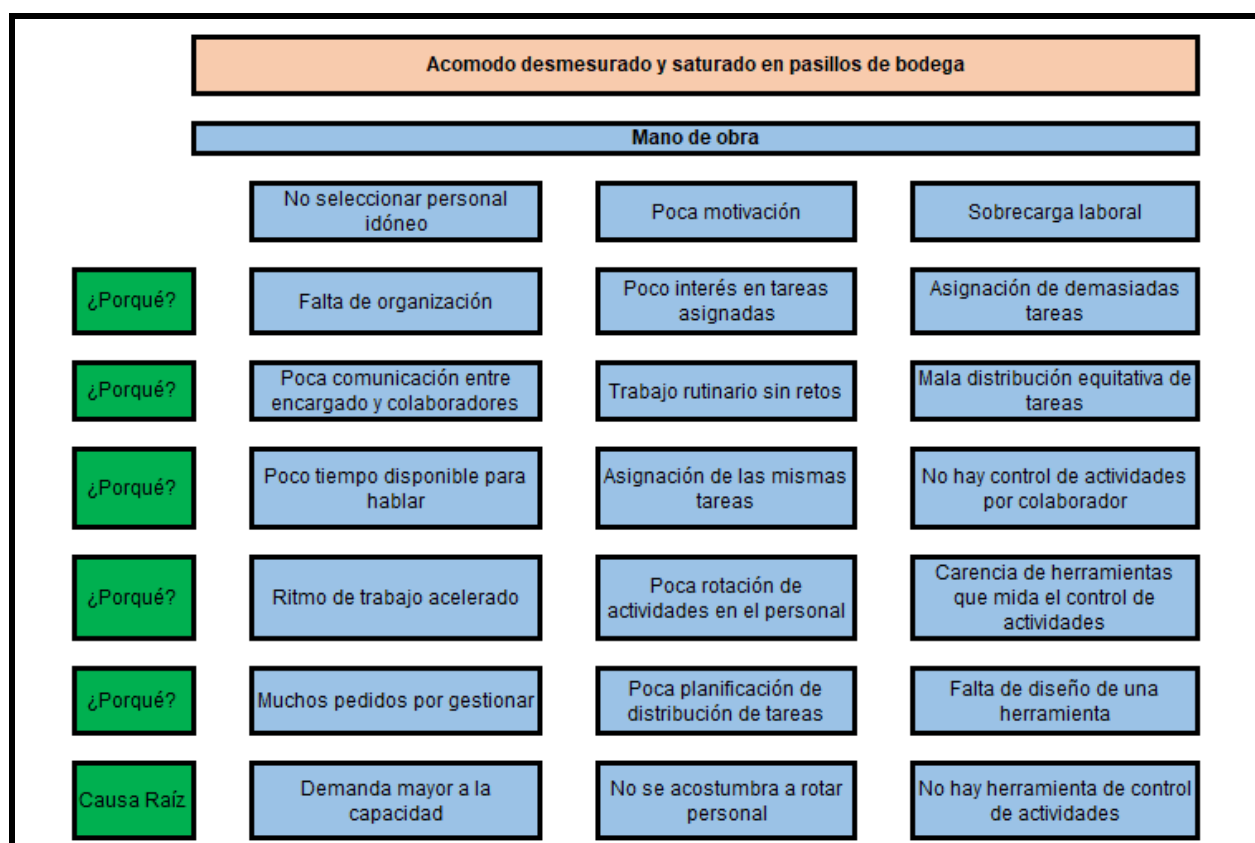 Acomodo desmesurado y saturado en pasillos de bodega
Mano de obra
No seleccionar personal
idóneo
Poca motivación
Sobrecarga laboral
¿Porqué?
Falta de organización
Poco interés en tareas
asignadas
Asignación de demasiadas
tareas
¿Porqué?
Poca comunicación entre
encargado y colaboradores
Trabajo rutinario sin retos
Mala distribución equitativa de
tareas
¿Porqué?
Poco tiempo disponible para
hablar
Asignación de las mismas
tareas
No hay control de actividades
por colaborador
¿Porqué?
Ritmo de trabajo acelerado
Poca rotación de
actividades en el personal
Carencia de herramientas
que mida el control de
actividades
¿Porqué?
Muchos pedidos por gestionar
Poca planificación de
distribución de tareas
Falta de diseño de una
herramienta
Causa Raíz
Demanda mayor a la
capacidad
No se acostumbra a rotar
personal
No hay herramienta de control
de actividades